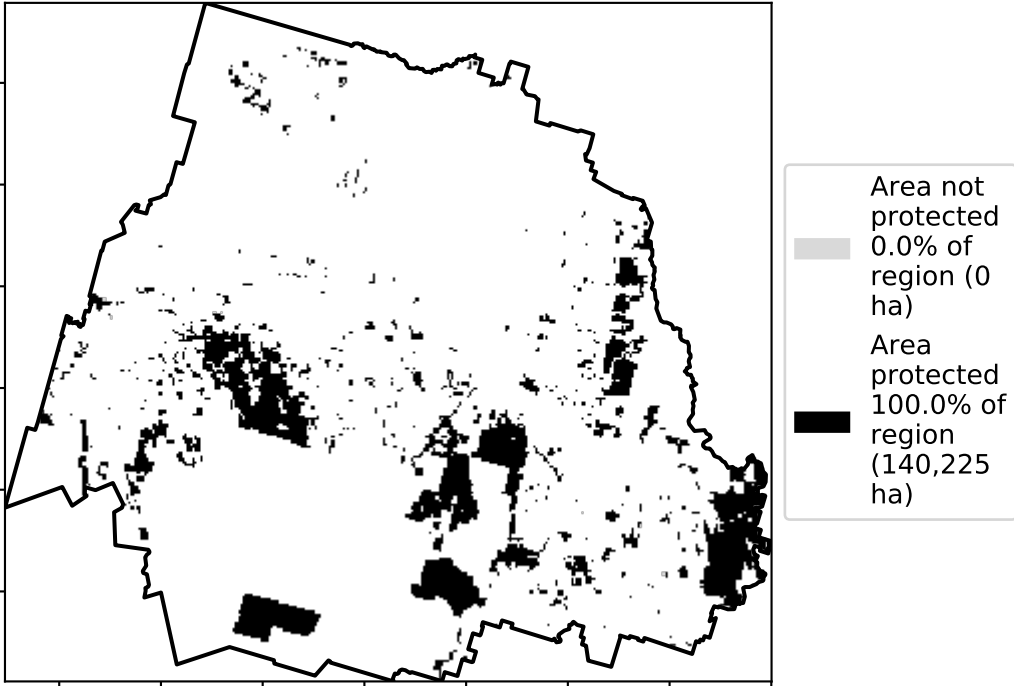 Area not
protected
0.0% of
region (0
ha)
Area
protected
100.0% of
region
(140,225
ha)